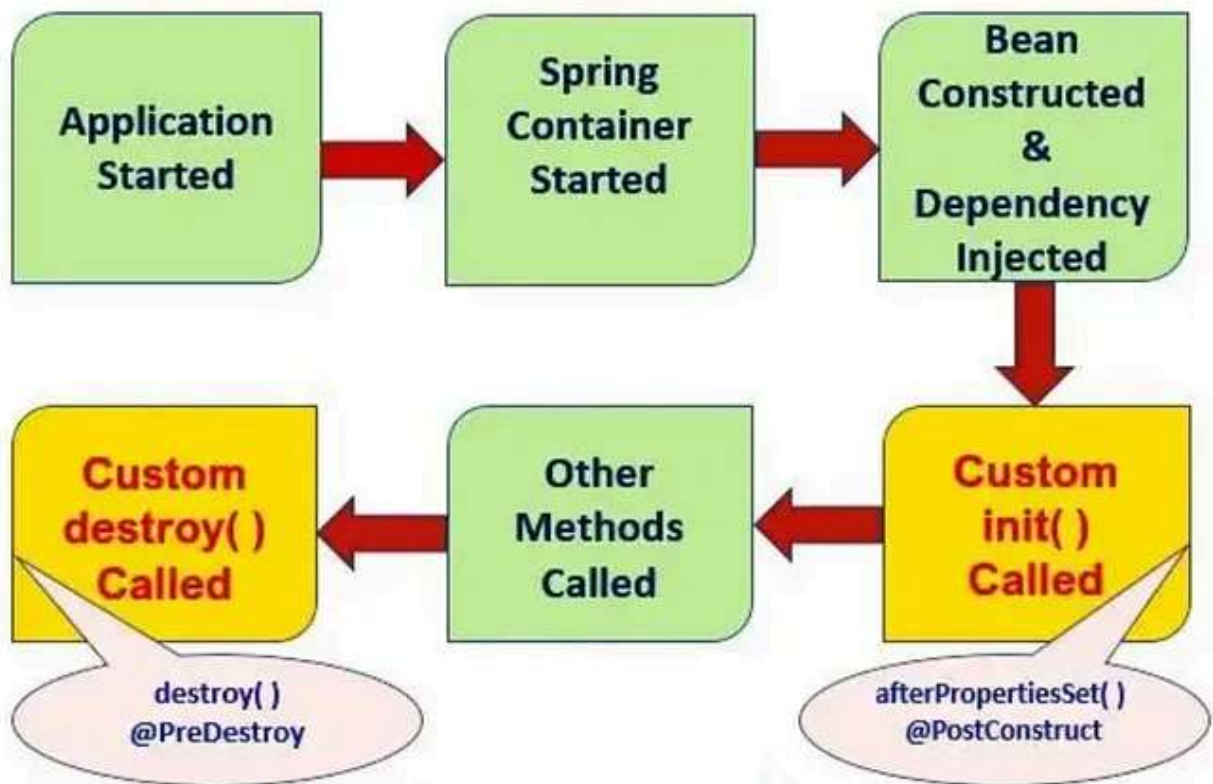 Application
Started
Spring
Container
Started
Bean
Constructed
&
Dependency
Injected
Custom
init( )
Called
afterPropertiesSet( )
@PostConstruct
Other
Methods
Called
Custom
destroy( )
Called
destroy( )
@PreDestroy